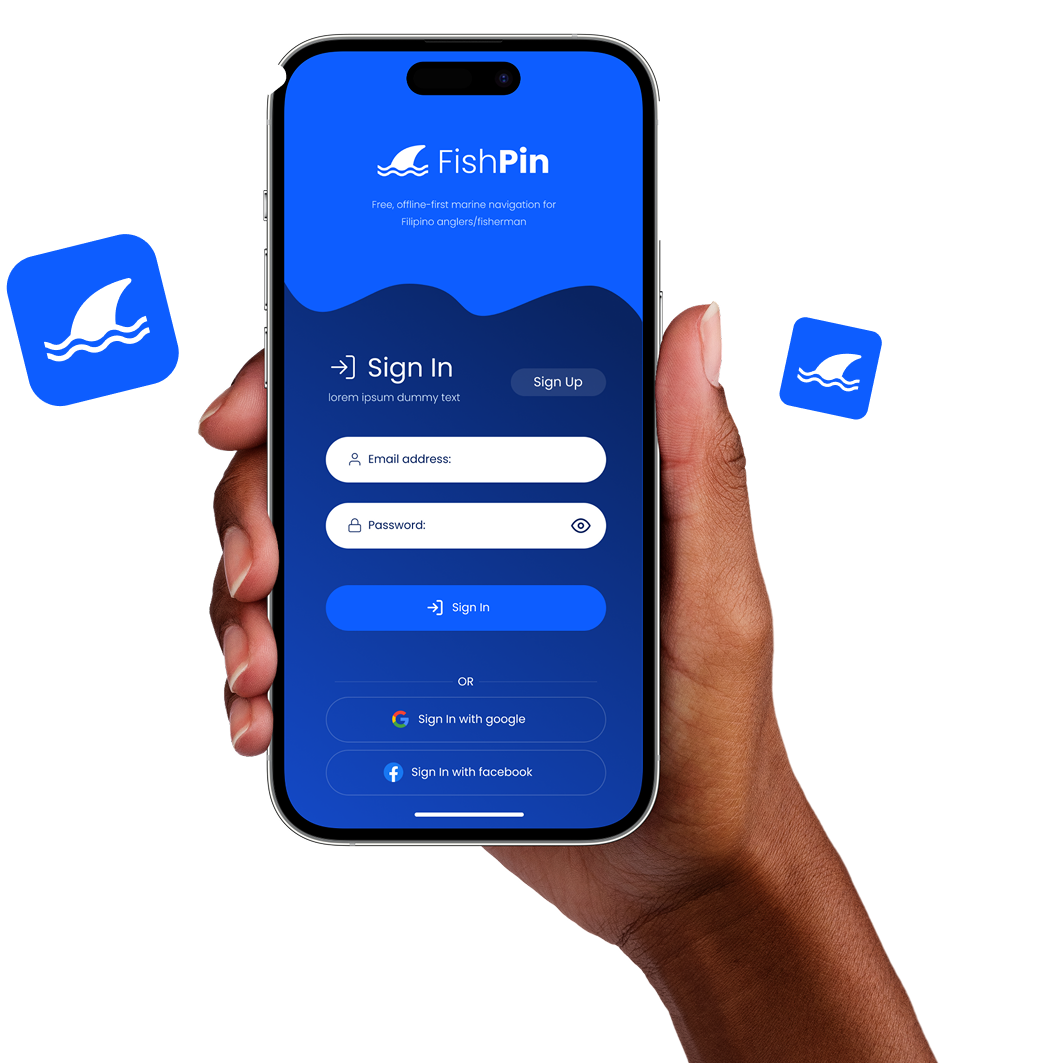 FishPin
Free, offline-first marine navigation for
Filipino anglers/fisherman
Sign In
Sign Up
lorem ipsum dummy text
Email address:
Password:
Sign In
OR
Sign In with google
Sign In with facebook